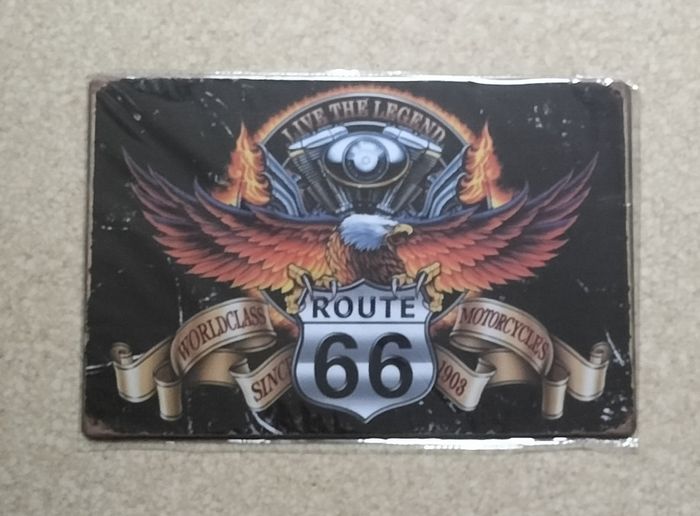 LIVE THE LEGEND
ROUTE
66
WORLDCLASS
MOTORCYCLES
SINCE
1903